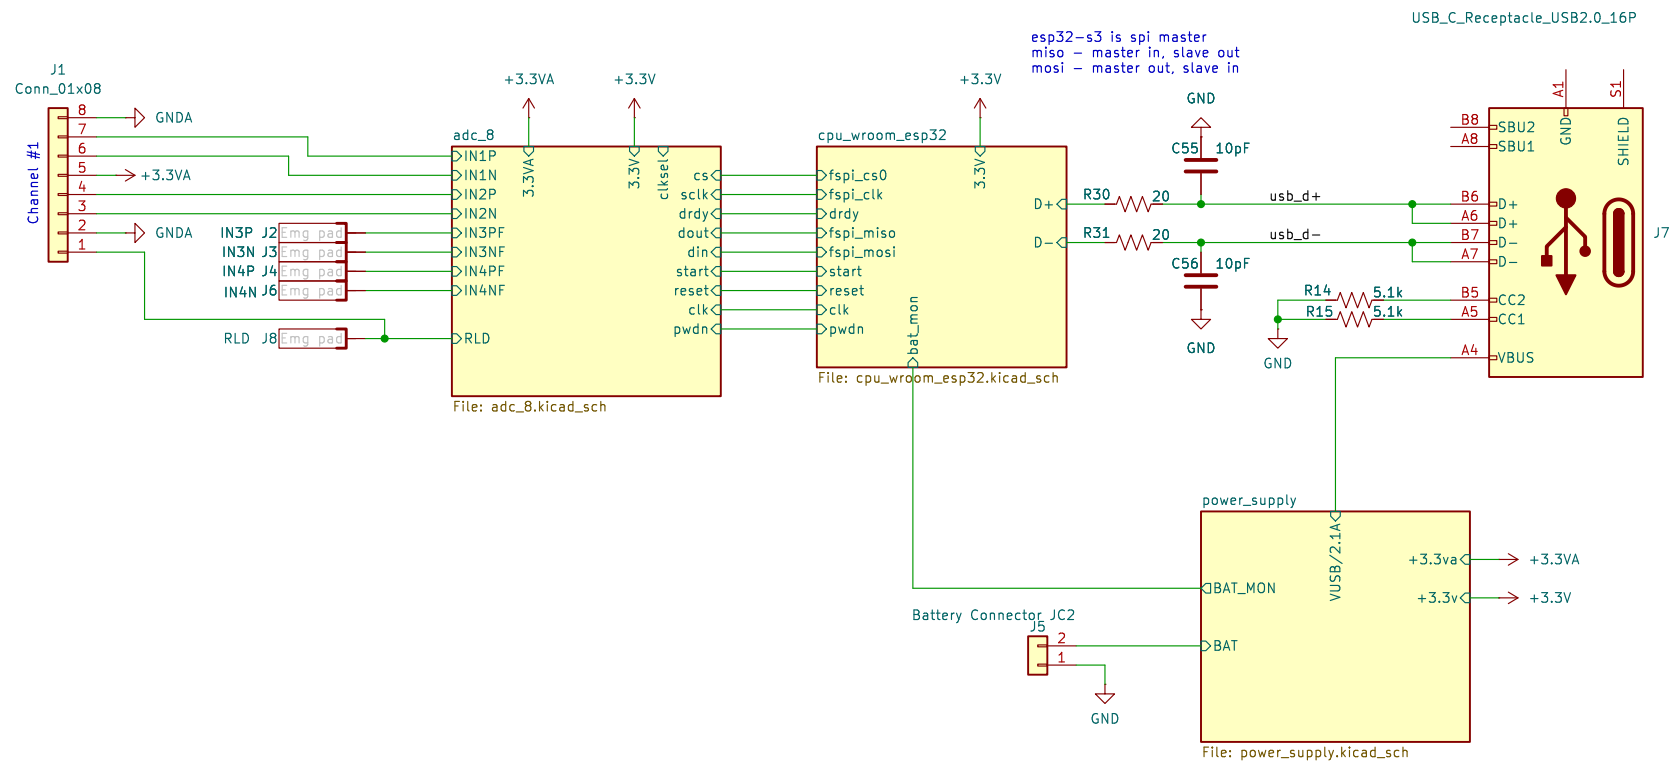 USB_C_Receptacle_USB2.0_16P
esp32-s3 is spi master
miso - master in, slave out
mosi - master out, slave in
J1
Conn_01x08
Channel #1
8
7
6
5
4
3
2
1
GNDA
+3.3VA
GNDA
IN3P J2 Emg pad
IN3N J3 Emg pad
IN4P J4 Emg pad
IN4N J6 Emg pad
RLD J8 Emg pad
+3.3VA
+3.3V
adc_8
3.3VA
3.3V
clksel
IN1P
IN1N
IN2P
IN2N
IN3PF
IN3NF
IN4PF
IN4NF
RLD
cs
sclk
drdy
dout
din
start
reset
clk
pwdn
File: adc_8.kicad_sch
+3.3V
cpu_wroom_esp32
3.3V
fspi_cs0
fspi_clk
drdy
fspi_miso
fspi_mosi
start
reset
clk
pwdn
bat_mon
D+
D-
File: cpu_wroom_esp32.kicad_sch
R30 20
R31 20
GND
C55 10pF
C56 10pF
GND
usb_d+
usb_d-
R14 5.1k
R15 5.1k
GND
A1
S1
GND
SHIELD
B8 SBU2
A8 SBU1
B6 D+
A6 D+
B7 D-
A7 D-
B5 CC2
A5 CC1
A4 VBUS
J7
power_supply
VUSB/2.1A
BAT_MON
BAT
+3.3va
+3.3v
+3.3VA
+3.3V
File: power_supply.kicad_sch
Battery Connector JC2
J5
2
1
GND